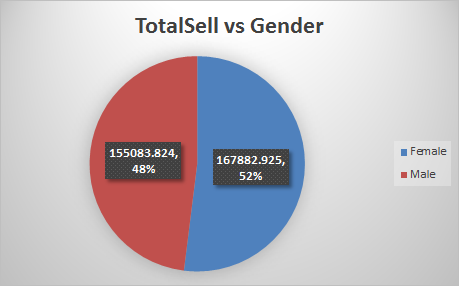 TotalSell vs Gender
155083.824,
48%
167882.925,
52%
Female
Male